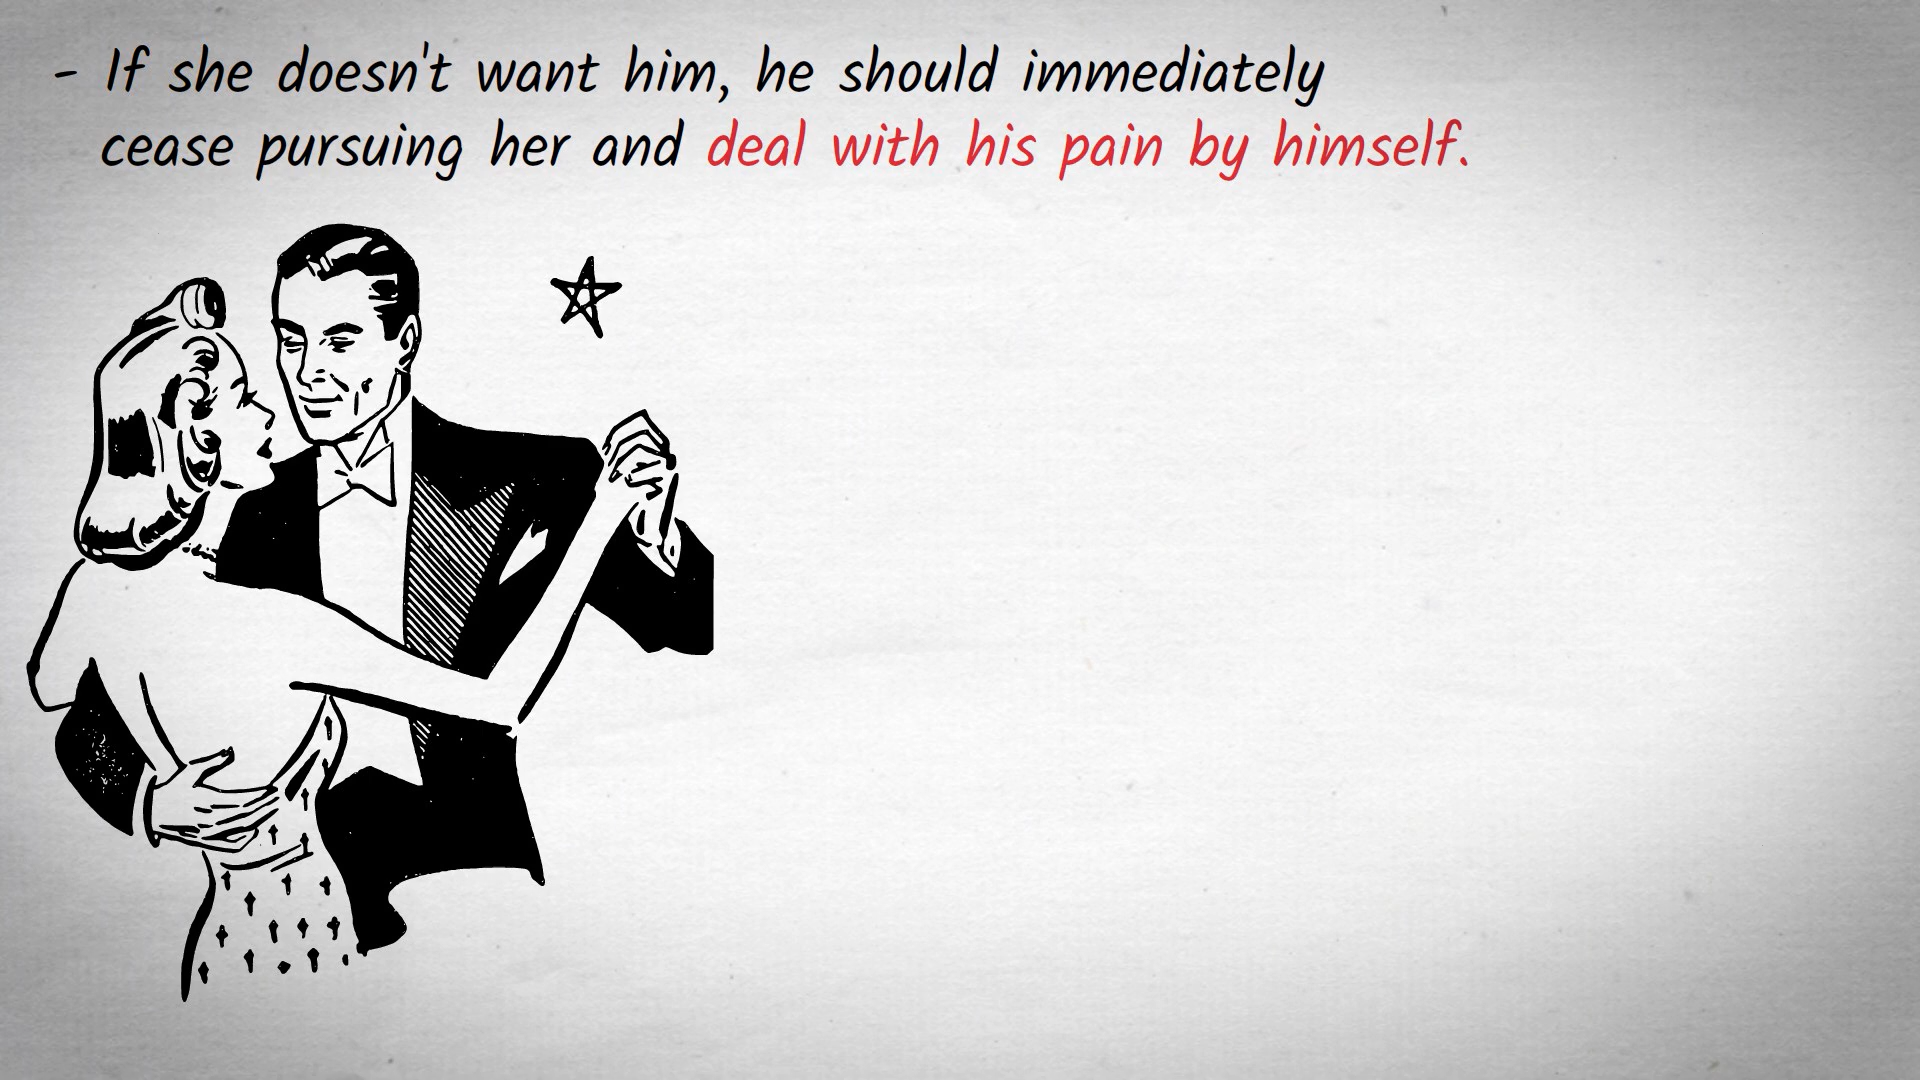 - If she doesn't want him, he should immediately
cease pursuing her and deal with his pain by himself.